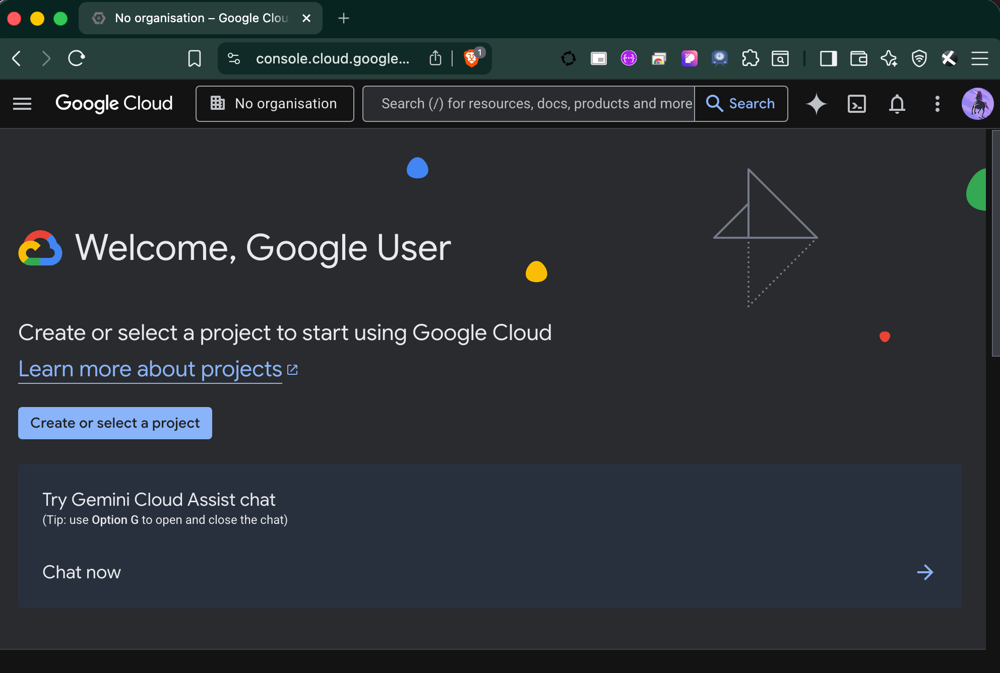 No organisation – Google Clou
console.cloud.google...
1
Google Cloud
No organisation
Search (/) for resources, docs, products and more
Search
Welcome, Google User
Create or select a project to start using Google Cloud
Learn more about projects
Create or select a project
Try Gemini Cloud Assist chat
(Tip: use Option G to open and close the chat)
Chat now